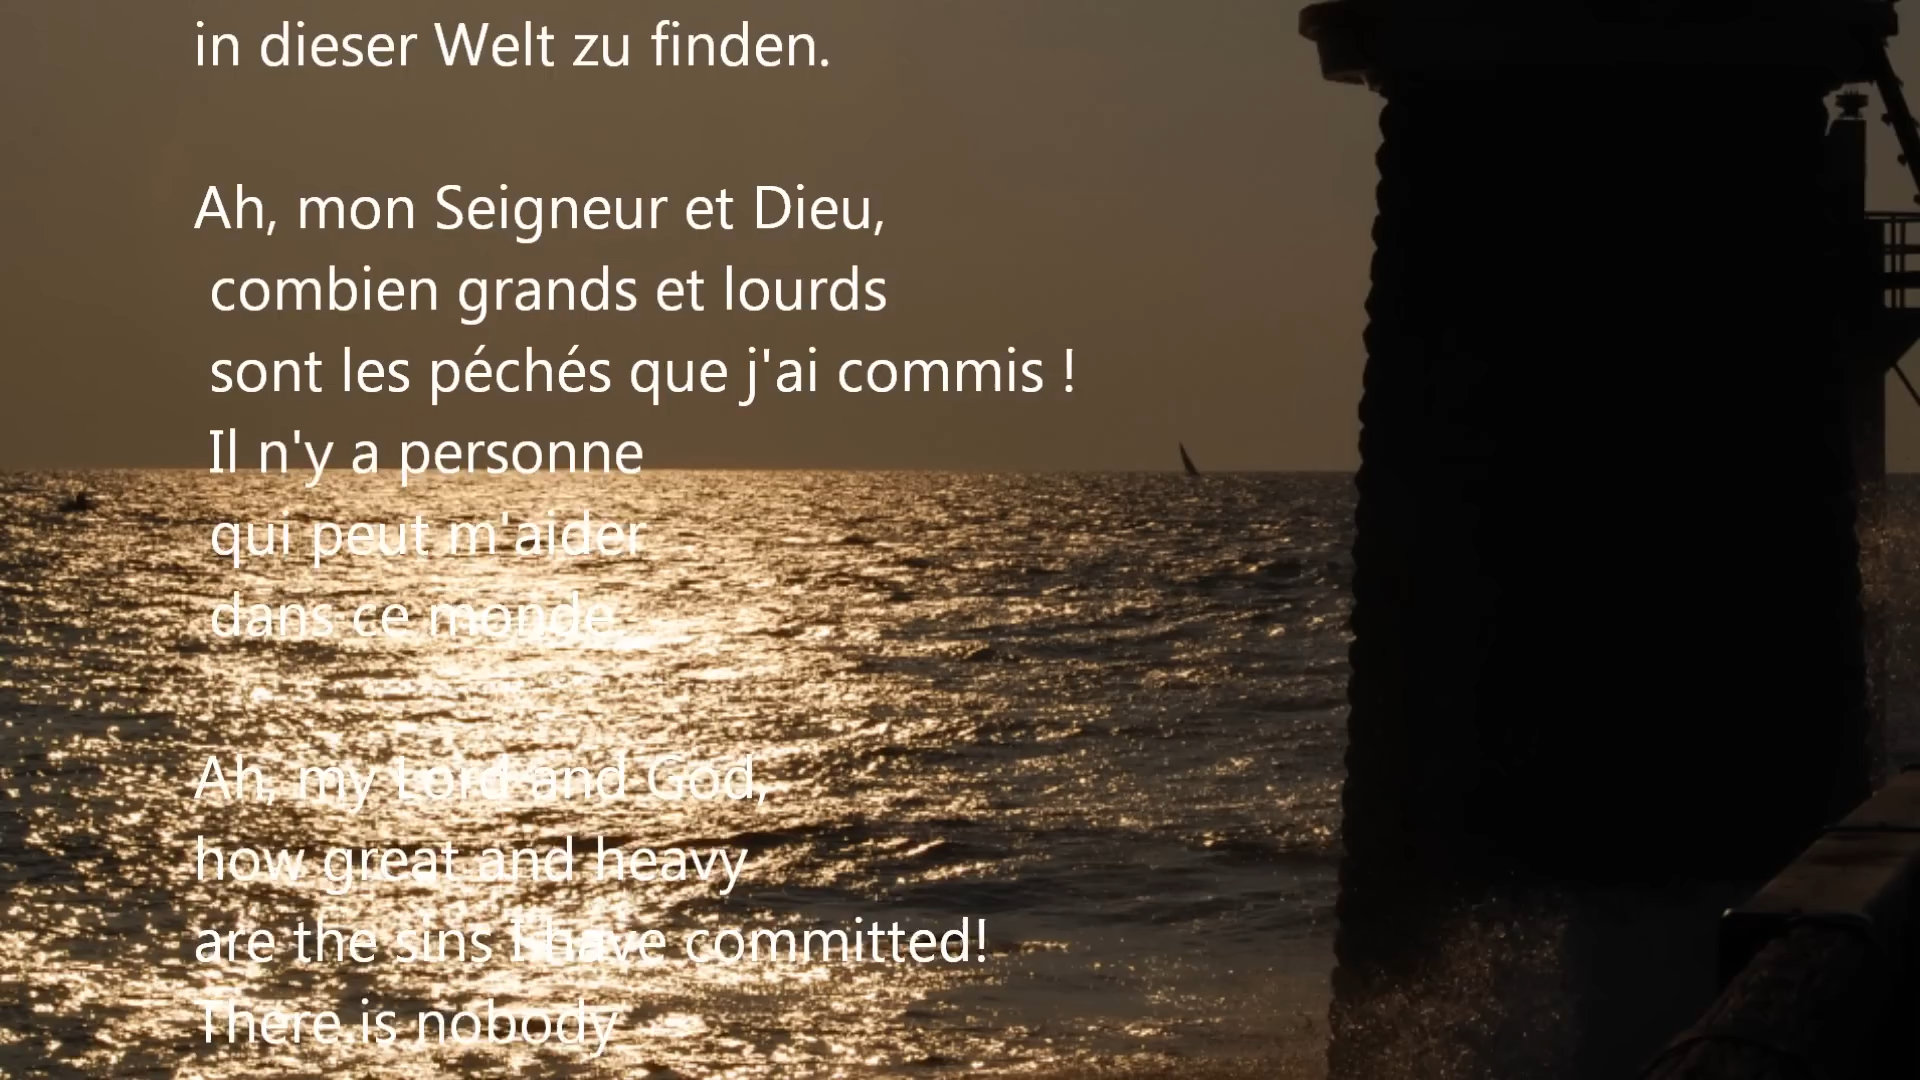 in dieser Welt zu finden.
Ah, mon Seigneur et Dieu,
combien grands et lourds
sont les péchés que j'ai commis !
Il n'y a personne
qui peut m'aider
dans ce monde.
Ah, my Lord and God,
how great and heavy
are the sins I have committed!
There is nobody